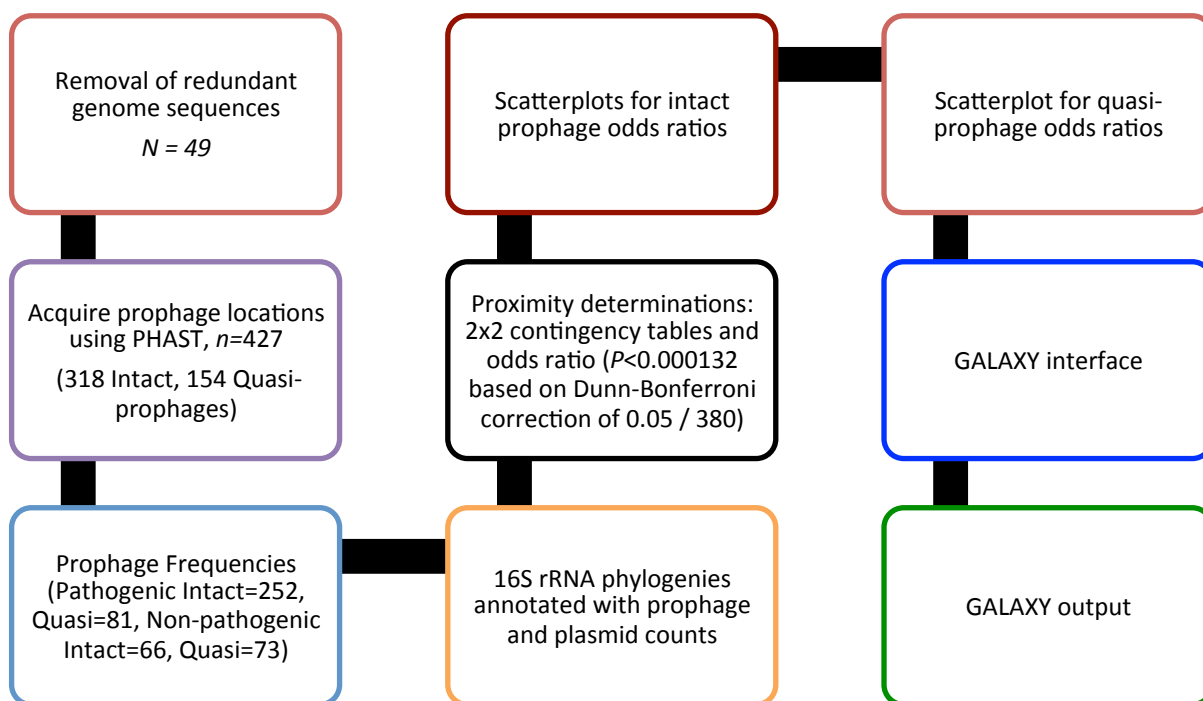 Removal of redundant
genome sequences
N = 49
Acquire prophage locations
using PHAST, n=427
(318 Intact, 154 Quasi-
prophages)
Prophage Frequencies
(Pathogenic Intact=252,
Quasi=81, Non-pathogenic
Intact=66, Quasi=73)
16S rRNA phylogenies
annotated with prophage
and plasmid counts
Proximity determinations:
2x2 contingency tables and
odds ratio (P<0.000132
based on Dunn-Bonferroni
correction of 0.05 / 380)
Scatterplots for intact
prophage odds ratios
Scatterplot for quasi-
prophage odds ratios
GALAXY interface
GALAXY output